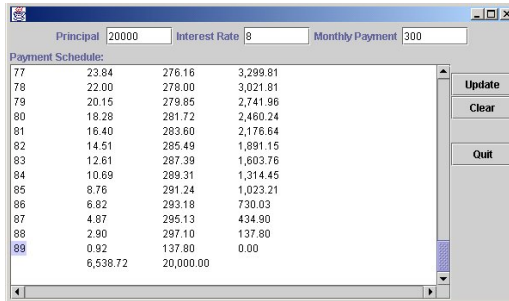 Principal 20000 Interest Rate 8 Monthly Payment 300
Payment Schedule:
77 23.84 276.16 3,299.81
78 22.00 278.00 3,021.81
79 20.15 279.85 2,741.96
80 18.28 281.72 2,460.24
81 16.40 283.60 2,176.64
82 14.51 285.49 1,891.15
83 12.61 287.39 1,603.76
84 10.69 289.31 1,314.45
85 8.76 291.24 1,023.21
86 6.82 293.18 730.03
87 4.87 295.13 434.90
88 2.90 297.10 137.80
89 0.92 137.80 0.00
6,538.72 20,000.00
Update
Clear
Quit